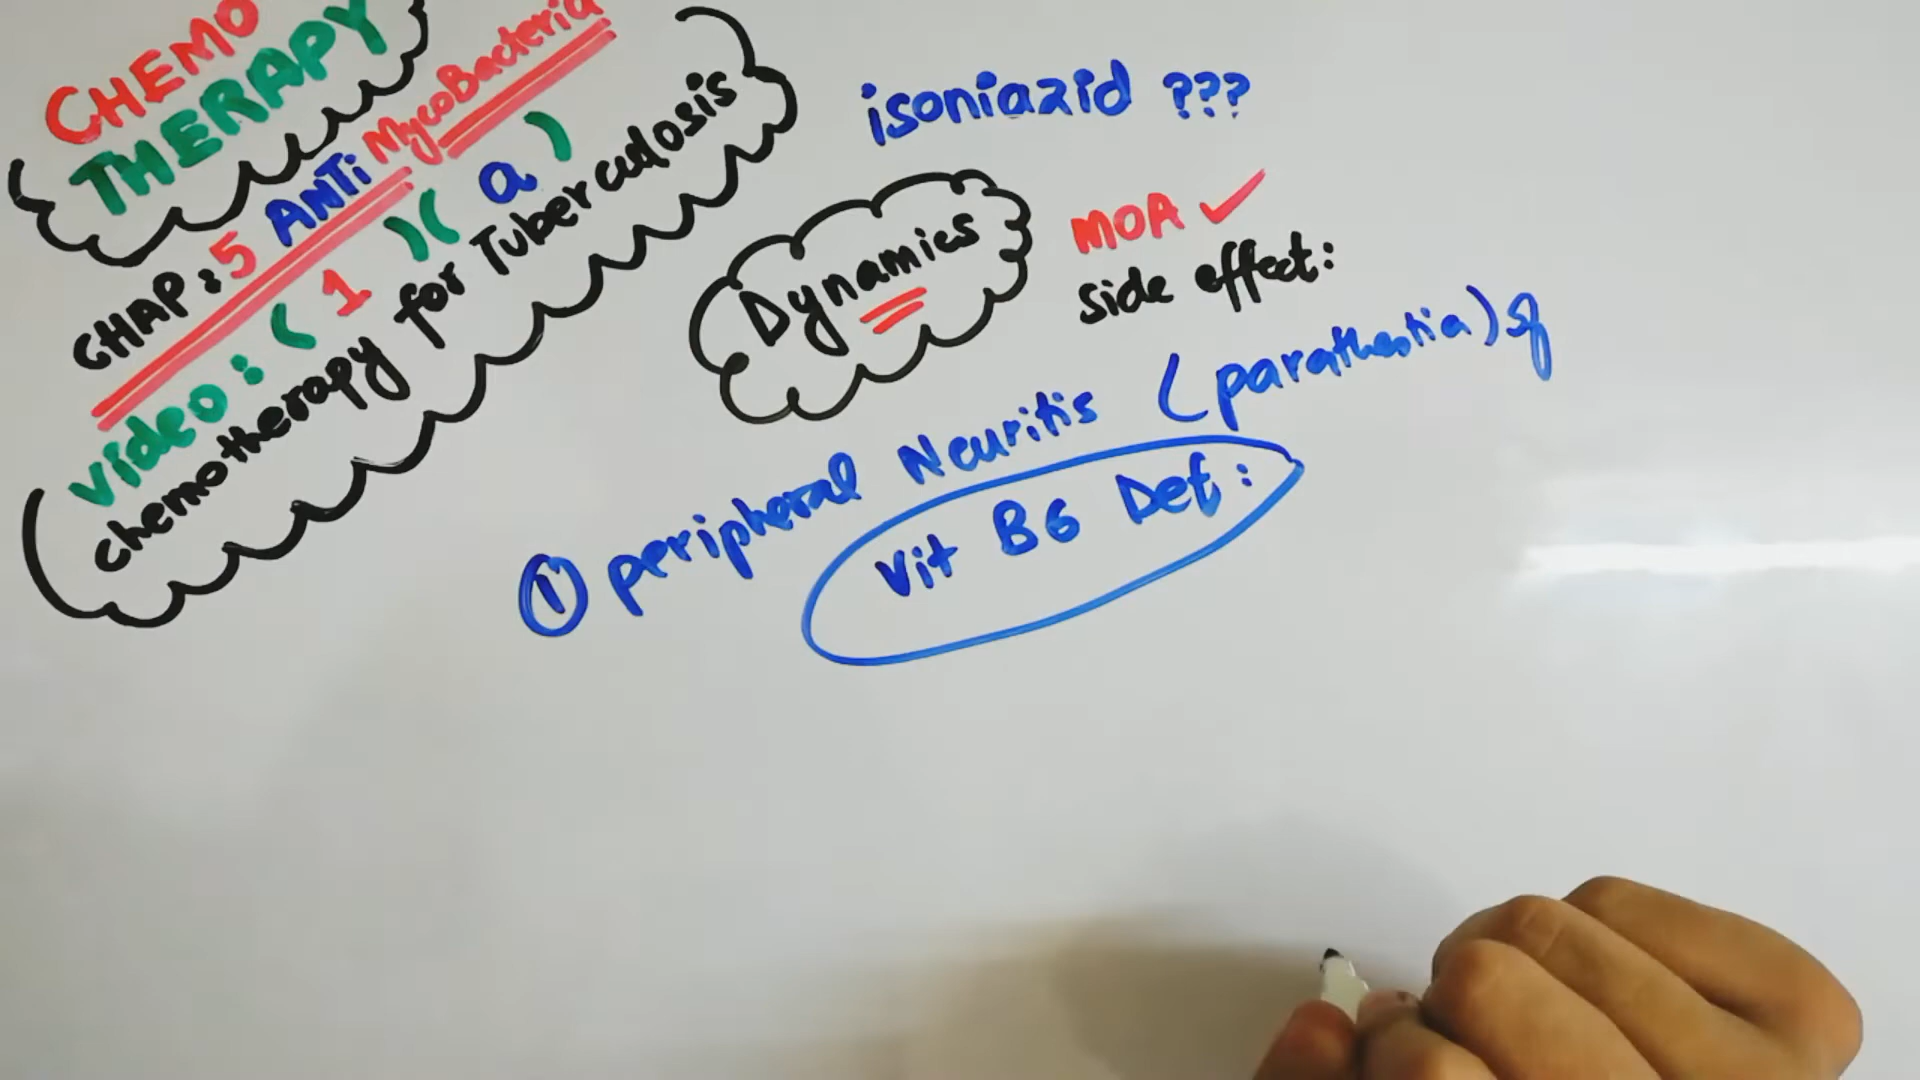 CHEMO
THERAPY
CHAP: 5 ANTi MycoBacteria
Video: ( 1 )( a )
chemotherapy for Tuberculosis
isoniazid ???
Dynamics
MOA ✓
side effect:
① peripheral Neuritis (
Vit B6 Def: